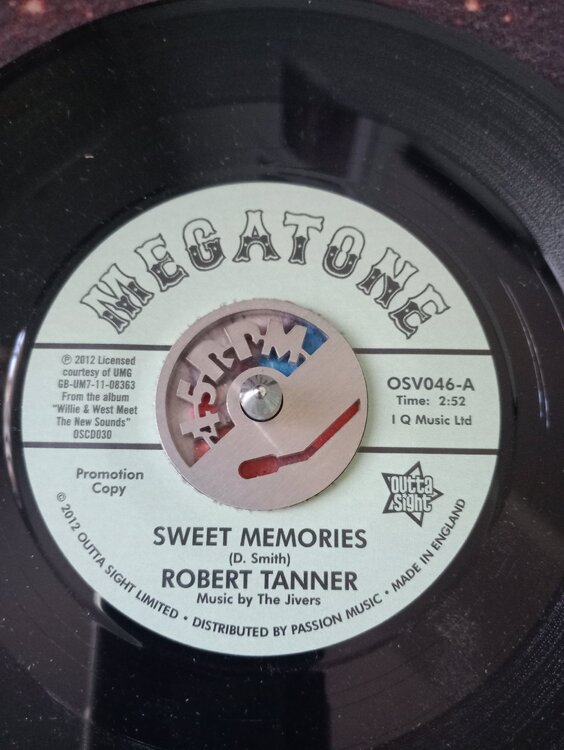 MEGATONE
℗ 2012 Licensed
courtesy of UMG
GB-UM7-11-08363
From the album
"Willie & West Meet
The New Sounds"
OSCD030
45RPM
OSV046-A
Time: 2:52
I Q Music Ltd
Promotion
Copy
outta
Sight
SWEET MEMORIES
(D. Smith)
ROBERT TANNER
Music by The Jivers
© 2012 OUTTA SIGHT LIMITED • DISTRIBUTED BY PASSION MUSIC • MADE IN ENGLAND